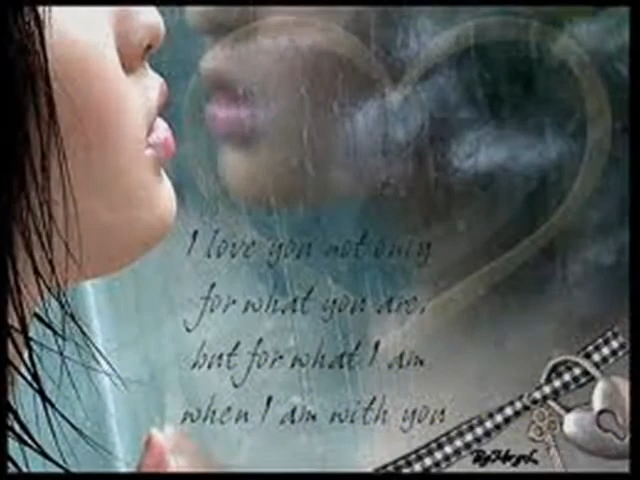 I love you not only
for what you are,
but for what I am
when I am with you